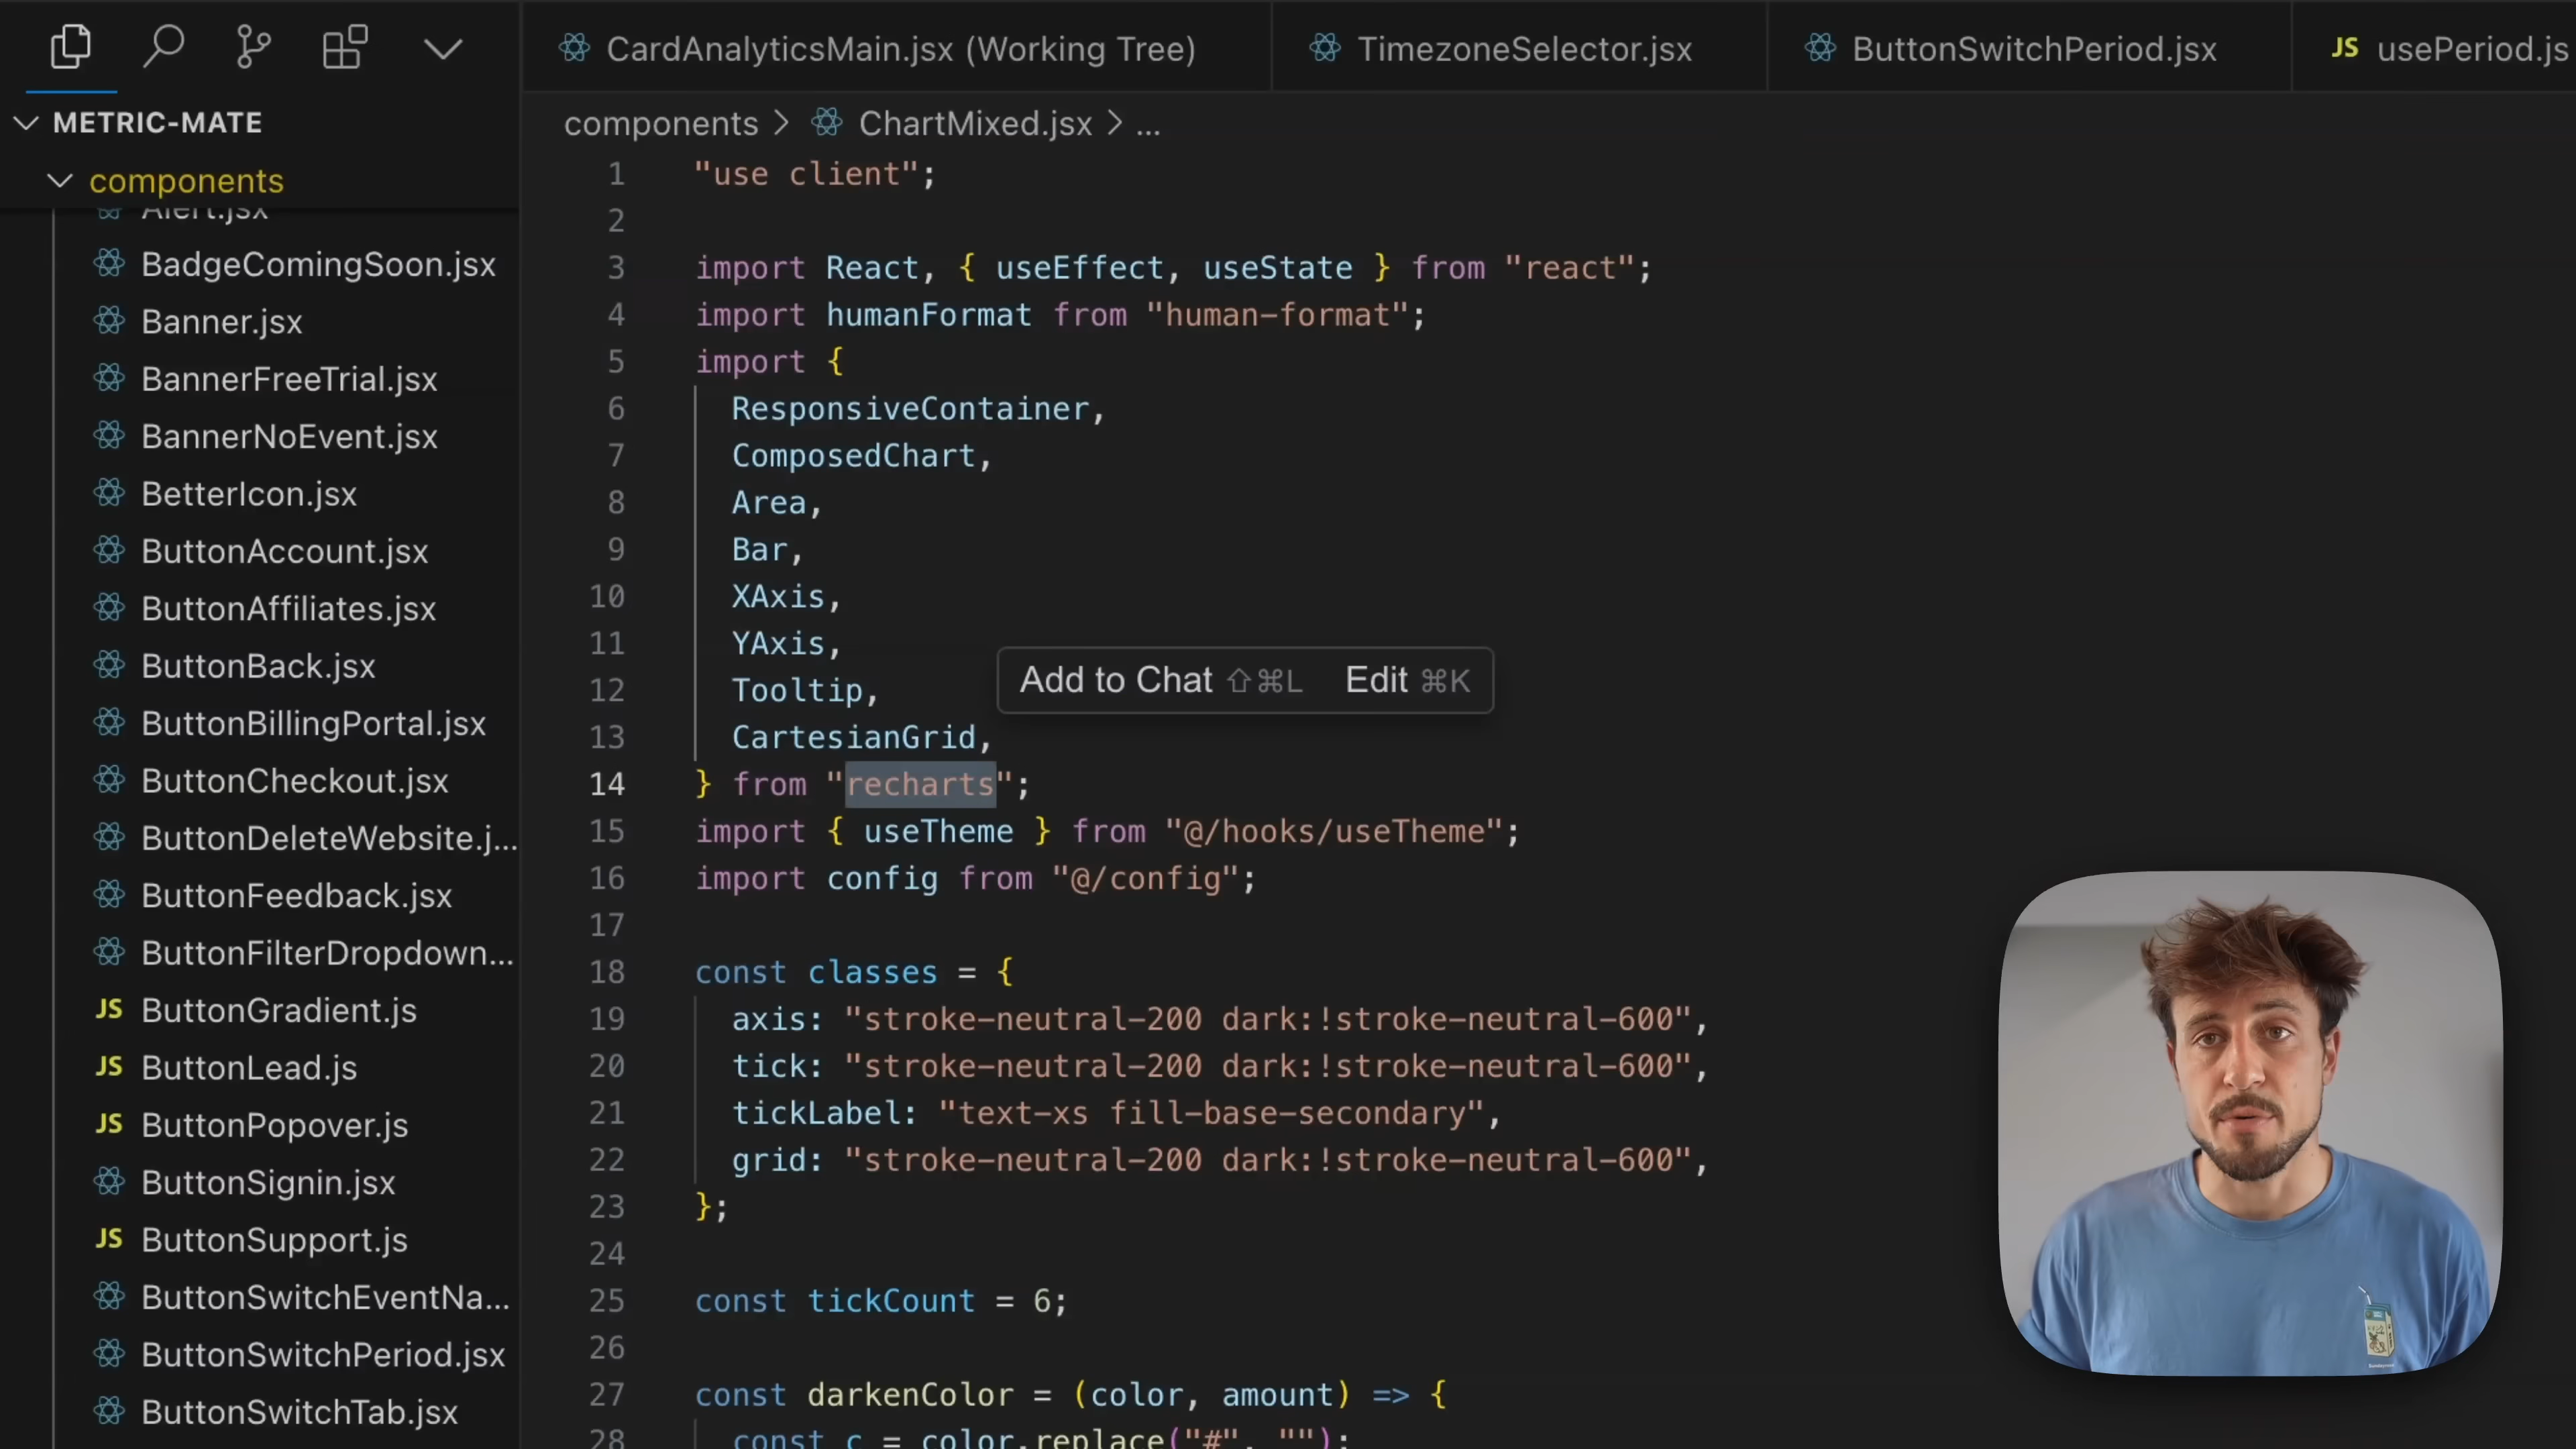 CardAnalyticsMain.jsx (Working Tree)
TimezoneSelector.jsx
ButtonSwitchPeriod.jsx
JS usePeriod.js
METRIC-MATE
components
Alert.jsx
BadgeComingSoon.jsx
Banner.jsx
BannerFreeTrial.jsx
BannerNoEvent.jsx
BetterIcon.jsx
ButtonAccount.jsx
ButtonAffiliates.jsx
ButtonBack.jsx
ButtonBillingPortal.jsx
ButtonCheckout.jsx
ButtonDeleteWebsite.j...
ButtonFeedback.jsx
ButtonFilterDropdown...
JS ButtonGradient.js
JS ButtonLead.js
JS ButtonPopover.js
ButtonSignin.jsx
JS ButtonSupport.js
ButtonSwitchEventNa...
ButtonSwitchPeriod.jsx
ButtonSwitchTab.jsx
components > ChartMixed.jsx > ...
1 "use client";
2
3 import React, { useEffect, useState } from "react";
4 import humanFormat from "human-format";
5 import {
6 ResponsiveContainer,
7 ComposedChart,
8 Area,
9 Bar,
10 XAxis,
11 YAxis,
Add to Chat ⇧⌘L Edit ⌘K
12 Tooltip,
13 CartesianGrid,
14 } from "recharts";
15 import { useTheme } from "@/hooks/useTheme";
16 import config from "@/config";
17
18 const classes = {
19 axis: "stroke-neutral-200 dark:!stroke-neutral-600",
20 tick: "stroke-neutral-200 dark:!stroke-neutral-600",
21 tickLabel: "text-xs fill-base-secondary",
22 grid: "stroke-neutral-200 dark:!stroke-neutral-600",
23 };
24
25 const tickCount = 6;
26
27 const darkenColor = (color, amount) => {
28 const c = color.replace("#", "");